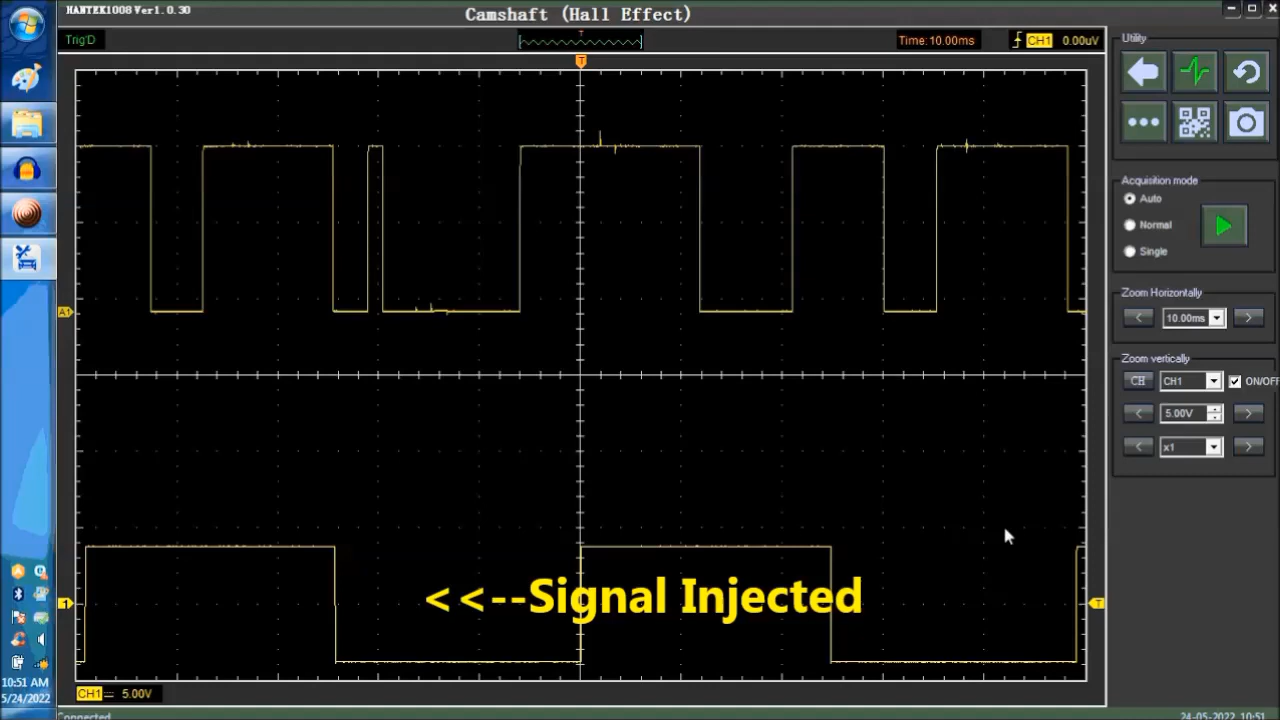 HANTEK1008 Ver1.0.30
Camshaft (Hall Effect)
Trig'D
T
Time:10.00ms
CH1 0.00uV
T
Utility
Acquisition mode
Auto
Normal
Single
Zoom Horizontally
< 10.00ms >
Zoom vertically
CH CH1 ON/OFF
< 5.00V >
< x1 >
A1
1
T
<<--Signal Injected
CH1 5.00V
10:51 AM
5/24/2022
Connected
24-05-2022 10:51